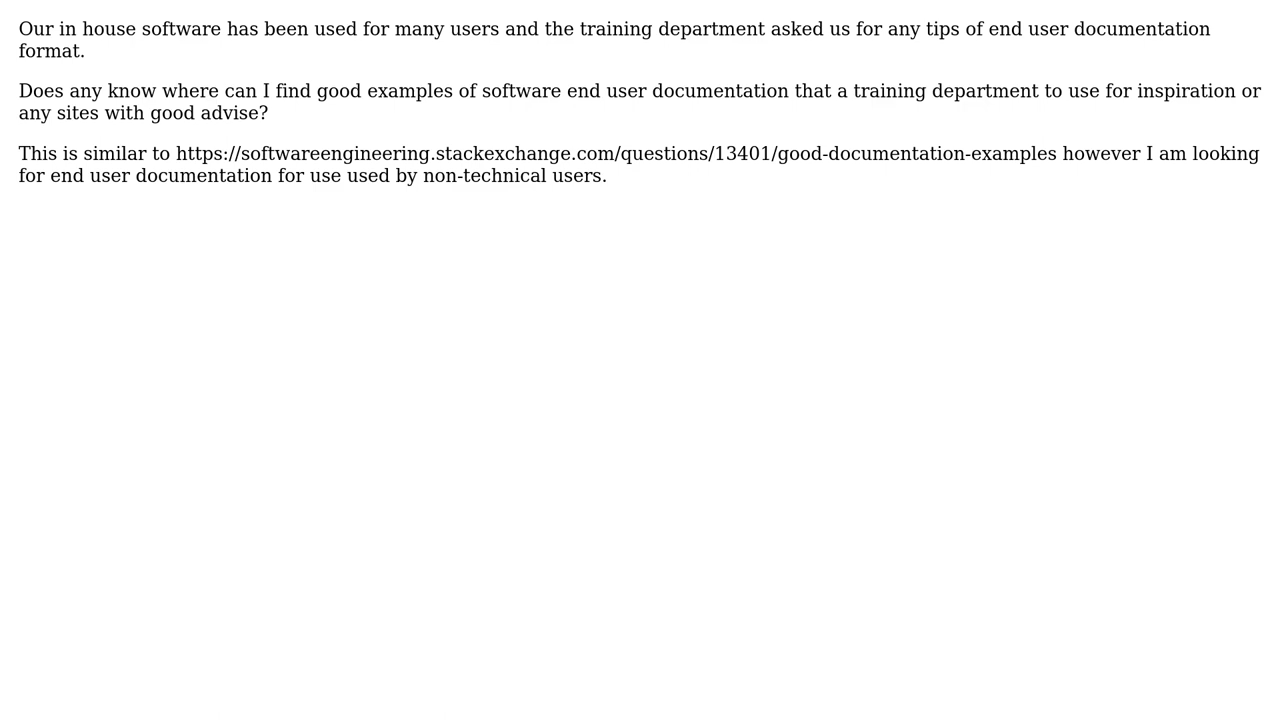 Our in house software has been used for many users and the training department asked us for any tips of end user documentation
format.
Does any know where can I find good examples of software end user documentation that a training department to use for inspiration or
any sites with good advise?
This is similar to https://softwareengineering.stackexchange.com/questions/13401/good-documentation-examples however I am looking
for end user documentation for use used by non-technical users.